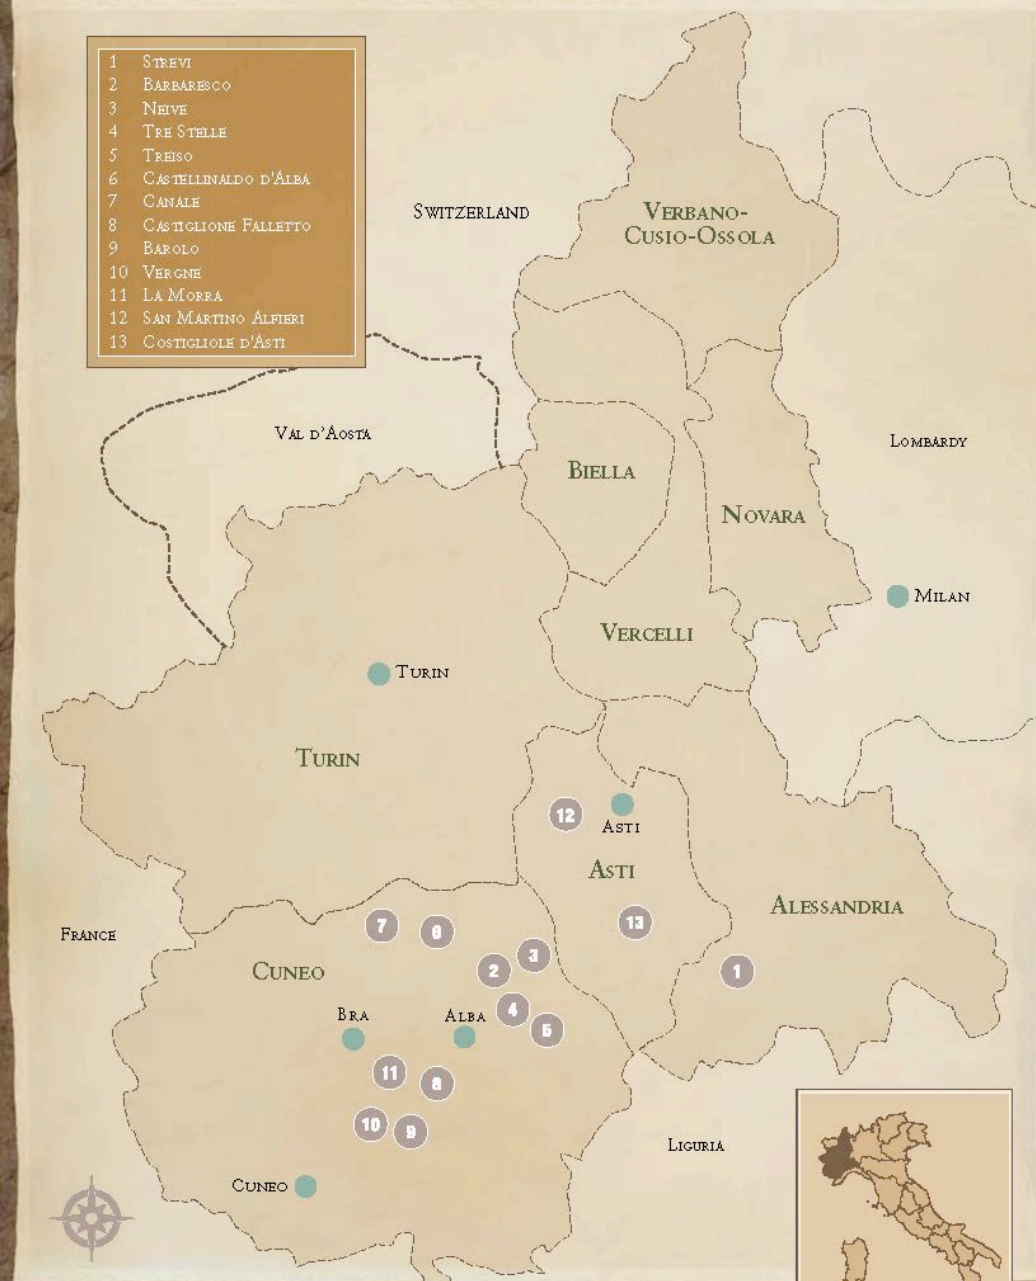 1 Strevi
2 Barbaresco
3 Neive
4 Tre Stelle
5 Treiso
6 Castellinaldo d'Alba
7 Canale
8 Castiglione Falletto
9 Barolo
10 Vergne
11 La Morra
12 San Martino Alfieri
13 Costigliole d'Asti
Switzerland
Verbano-
Cusio-Ossola
Val d'Aosta
Lombardy
Biella
Novara
Milan
Vercelli
Turin
Turin
12
Asti
Asti
Alessandria
France
7
6
13
3
2
1
Cuneo
4
Bra
Alba
5
11
8
10
9
Liguria
Cuneo